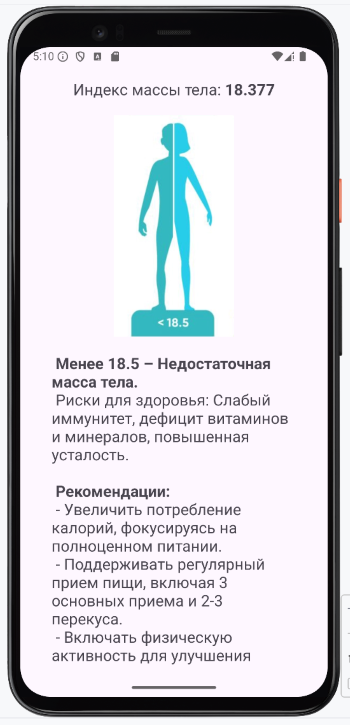 5:10
Индекс массы тела: 18.377
< 18.5
Менее 18.5 – Недостаточная
масса тела.
Риски для здоровья: Слабый
иммунитет, дефицит витаминов
и минералов, повышенная
усталость.
Рекомендации:
- Увеличить потребление
калорий, фокусируясь на
полноценном питании.
- Поддерживать регулярный
прием пищи, включая 3
основных приема и 2-3
перекуса.
- Включать физическую
активность для улучшения